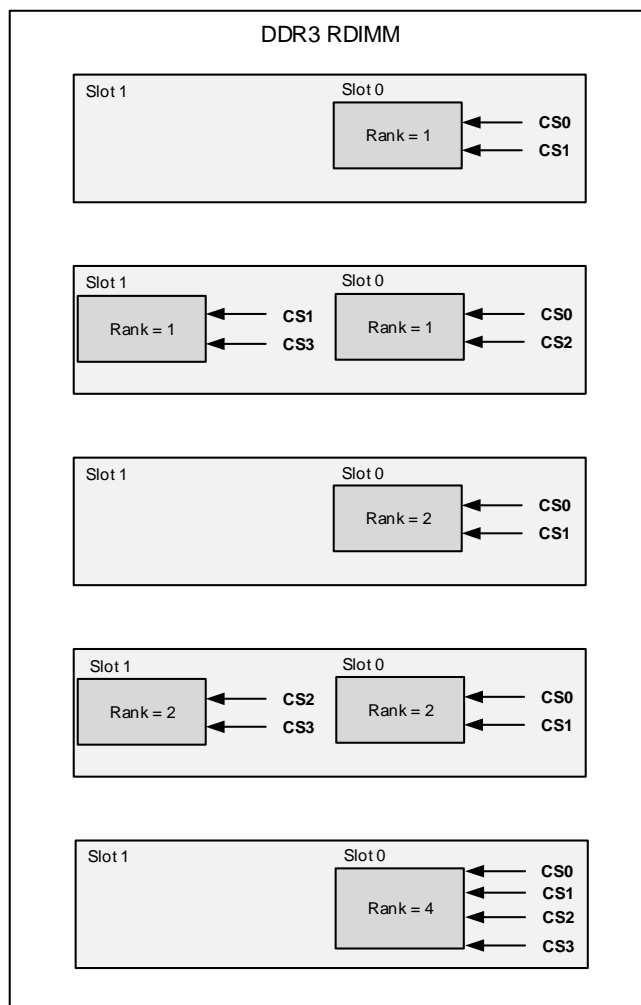 DDR3 RDIMM
Slot 1
Slot 0
Rank = 1
CS0
CS1
Slot 1
Slot 0
Rank = 1
CS1
CS3
Rank = 1
CS0
CS2
Slot 1
Slot 0
Rank = 2
CS0
CS1
Slot 1
Slot 0
Rank = 2
CS2
CS3
Rank = 2
CS0
CS1
Slot 1
Slot 0
Rank = 4
CS0
CS1
CS2
CS3